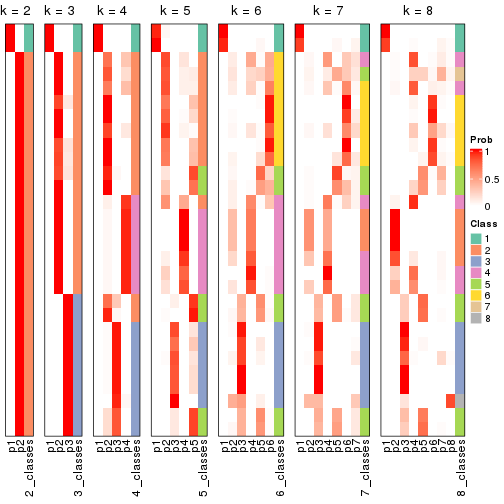 k = 2 k = 3 k = 4 k = 5 k = 6 k = 7 k = 8
Prob
1
0.5
0
Class
1
2
3
4
5
6
7
8
p1 p2 2_classes
p1 p2 p3 3_classes
p1 p2 p3 p4 4_classes
p1 p2 p3 p4 p5 5_classes
p1 p2 p3 p4 p5 p6 6_classes
p1 p2 p3 p4 p5 p6 p7 7_classes
p1 p2 p3 p4 p5 p6 p7 p8 8_classes